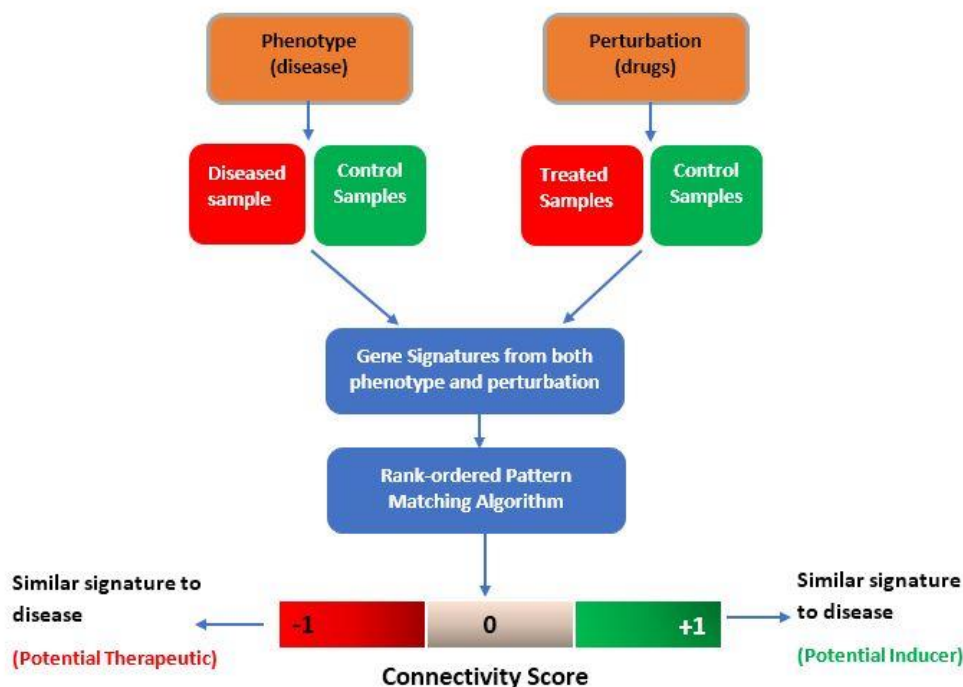 Phenotype
(disease)
Perturbation
(drugs)
Diseased
sample
Control
Samples
Treated
Samples
Control
Samples
Gene Signatures from both
phenotype and perturbation
Rank-ordered Pattern
Matching Algorithm
Similar signature to
disease
(Potential Therapeutic)
-1
0
+1
Similar signature
to disease
(Potential Inducer)
Connectivity Score